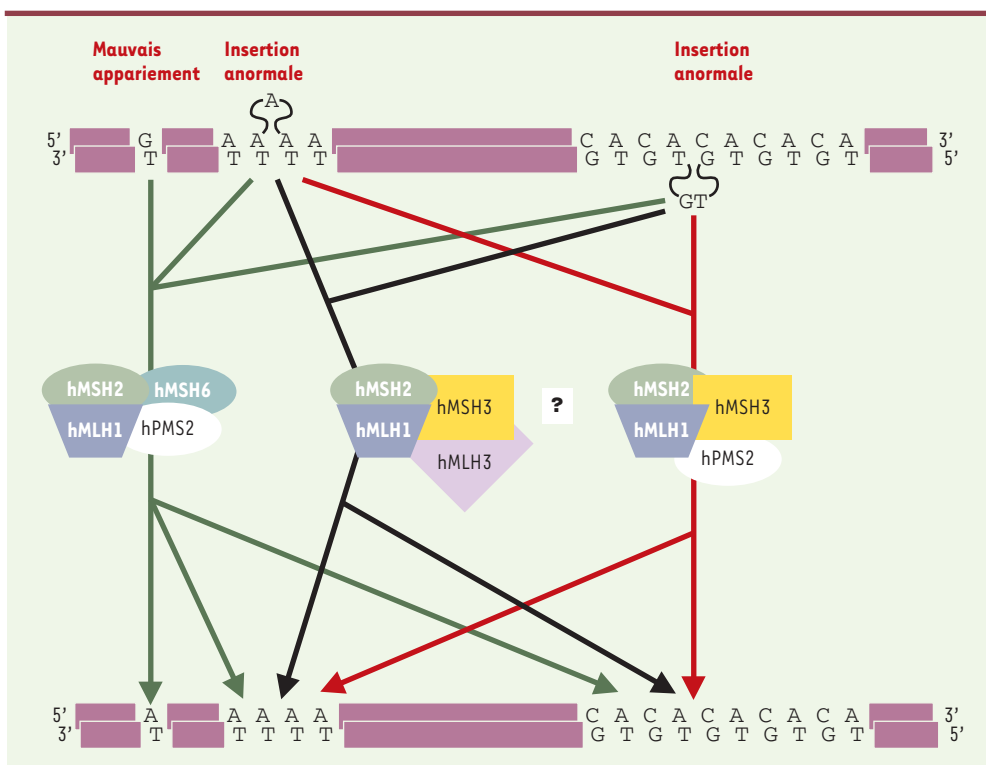 Mauvais
appariement
Insertion
anormale
Insertion
anormale
A
5’ G A A A A C A C A C A C A C A 3’
3’ T T T T T G T G T G T G T G T 5’
GT
hMSH2 hMSH6
hMLH1 hPMS2
hMSH2
hMSH3
hMLH1
hMLH3
?
hMSH2
hMSH3
hMLH1
hPMS2
5’ A A A A A C A C A C A C A C A 3’
3’ T T T T T G T G T G T G T G T 5’